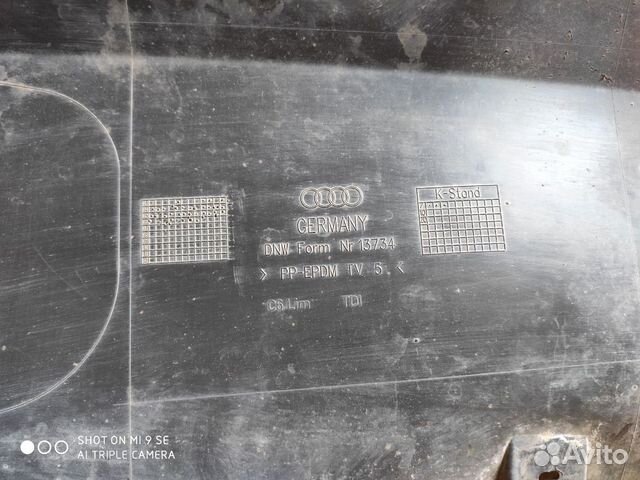 K-Stand
GERMANY
DNW Form Nr 13734
> PP-EPDM TV 5 <
C6 Lim TDI
SHOT ON MI 9 SE
AI TRIPLE CAMERA
Avito